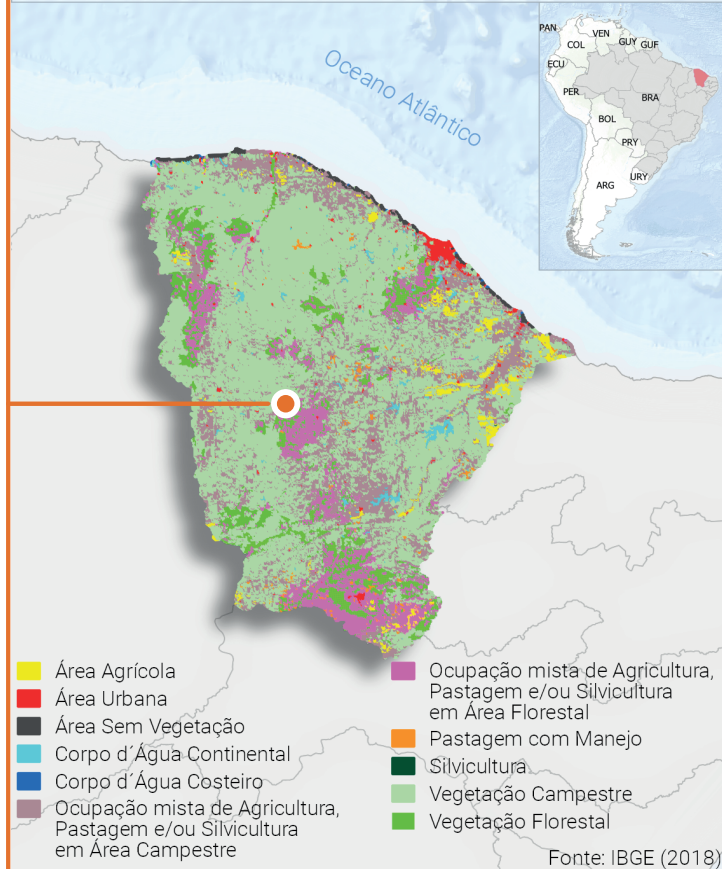 PAN
VEN
GUY
GUF
COL
ECU
PER
BRA
BOL
PRY
URY
ARG
Oceano Atlântico
Área Agrícola
Área Urbana
Área Sem Vegetação
Corpo d´Água Continental
Corpo d´Água Costeiro
Ocupação mista de Agricultura,
Pastagem e/ou Silvicultura
em Área Campestre
Ocupação mista de Agricultura,
Pastagem e/ou Silvicultura
em Área Florestal
Pastagem com Manejo
Silvicultura
Vegetação Campestre
Vegetação Florestal
Fonte: IBGE (2018)